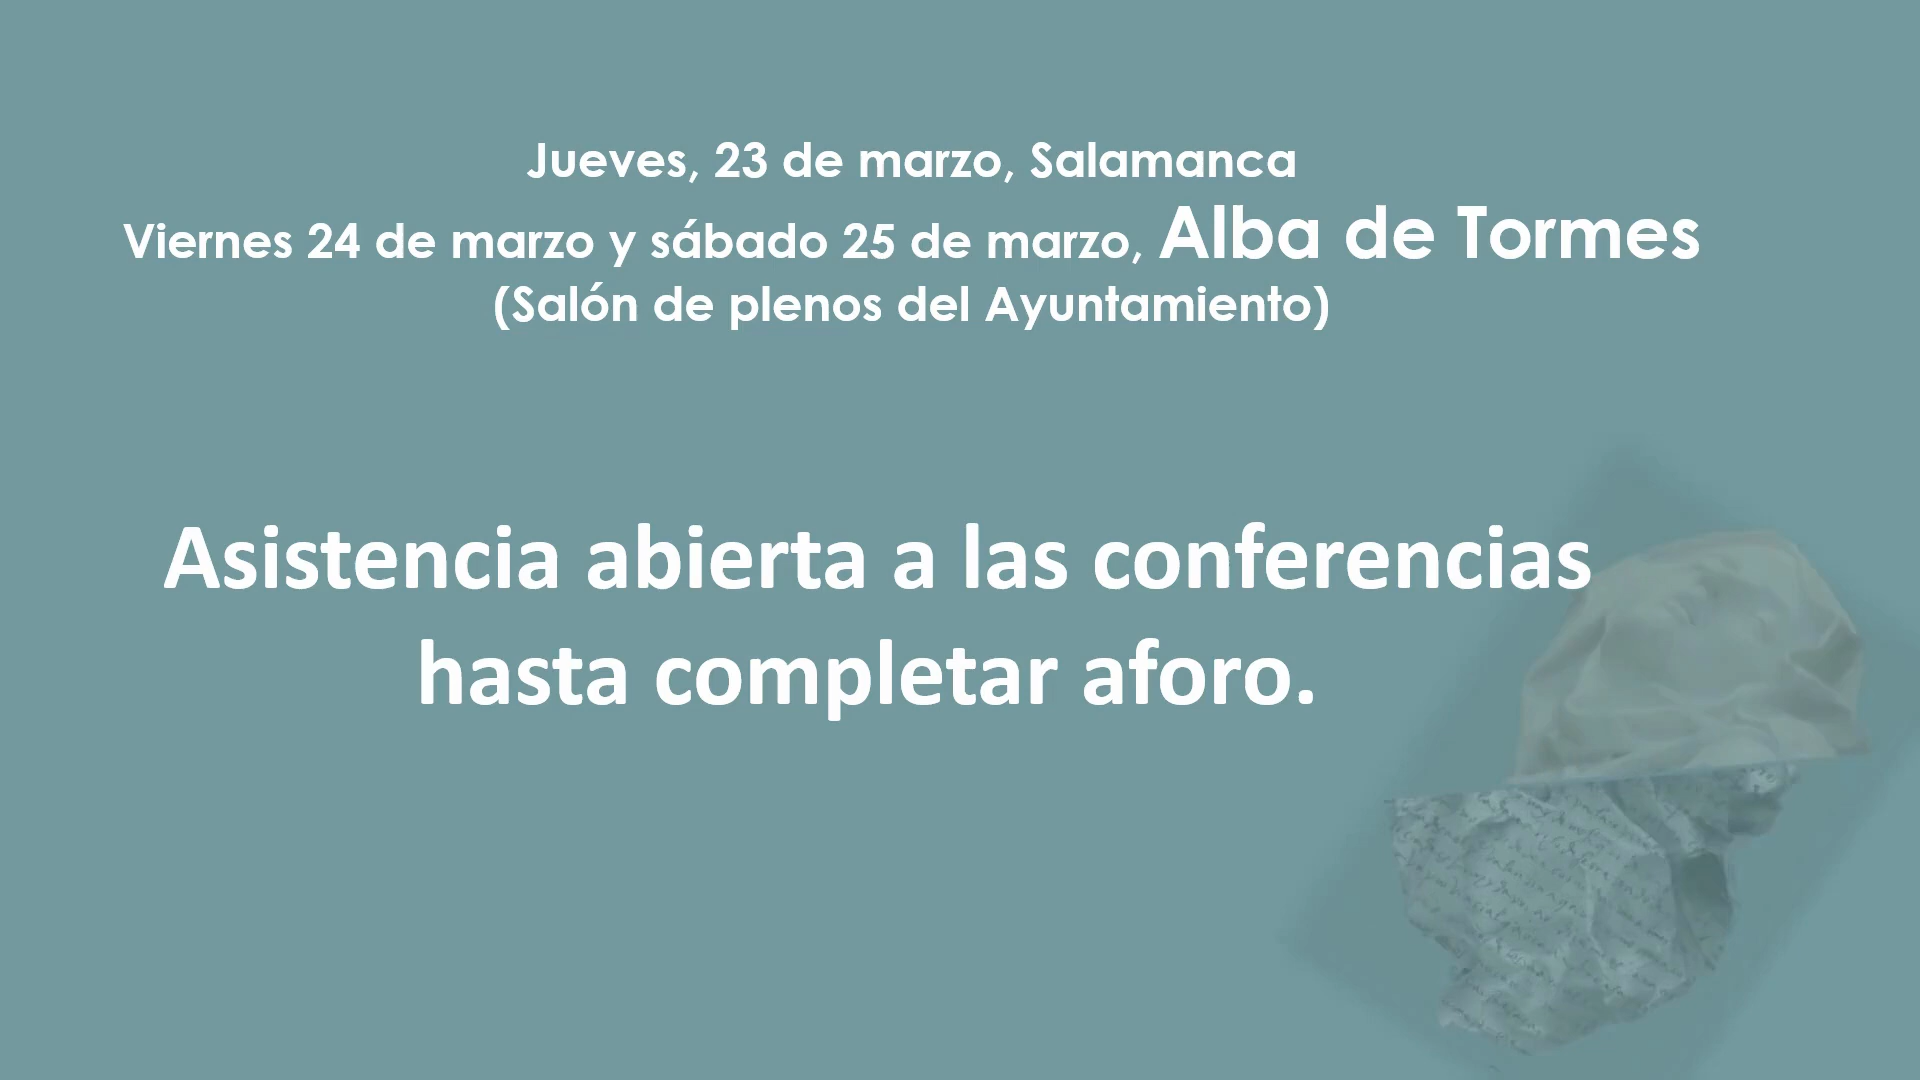 Jueves, 23 de marzo, Salamanca
Viernes 24 de marzo y sábado 25 de marzo, Alba de Tormes
(Salón de plenos del Ayuntamiento)
Asistencia abierta a las conferencias
hasta completar aforo.